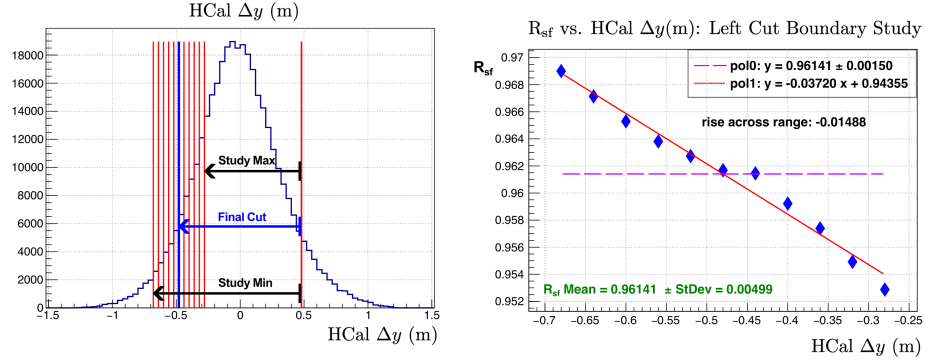 HCal Δy (m)
18000
16000
14000
12000
10000
8000
6000
4000
2000
0
Study Max
Final Cut
Study Min
−1.5 −1 −0.5 0 0.5 1 1.5
HCal Δy (m)
Rsf vs. HCal Δy(m): Left Cut Boundary Study
Rsf
0.97
0.968
0.966
0.964
0.962
0.96
0.958
0.956
0.954
0.952
pol0: y = 0.96141 ± 0.00150
pol1: y = -0.03720 x + 0.94355
rise across range: -0.01488
Rsf Mean = 0.96141 ± StDev = 0.00499
−0.7 −0.65 −0.6 −0.55 −0.5 −0.45 −0.4 −0.35 −0.3 −0.25
HCal Δy (m)